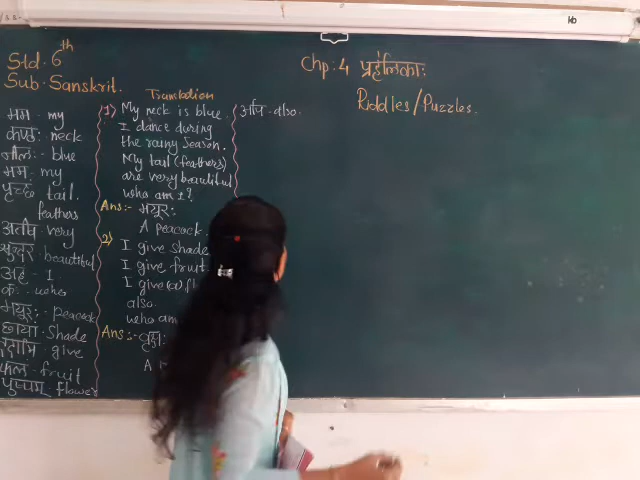 Std. 6th
Sub. Sanskrit.
Chp: 4 प्रहेलिकाः
Riddles/Puzzles.
मम - my
कण्ठः - neck
नीलः - blue
मम - my
tail.
feathers
अतीव - very
सुन्दर - beautiful
अहं - I.
कः - who
मयूरः - Peacock
छाया - Shade
ददामि - give
फलं - fruit
पुष्पम् - flower
Translation
1) My neck is blue.
I dance during
the rainy Season.
My tail (feathers)
are very beautiful
who am I?
Ans:- मयूरः
A peacock.
2) I give shade
I give fruit
I give
also.
who am
Ans:-
A
अपि - also.